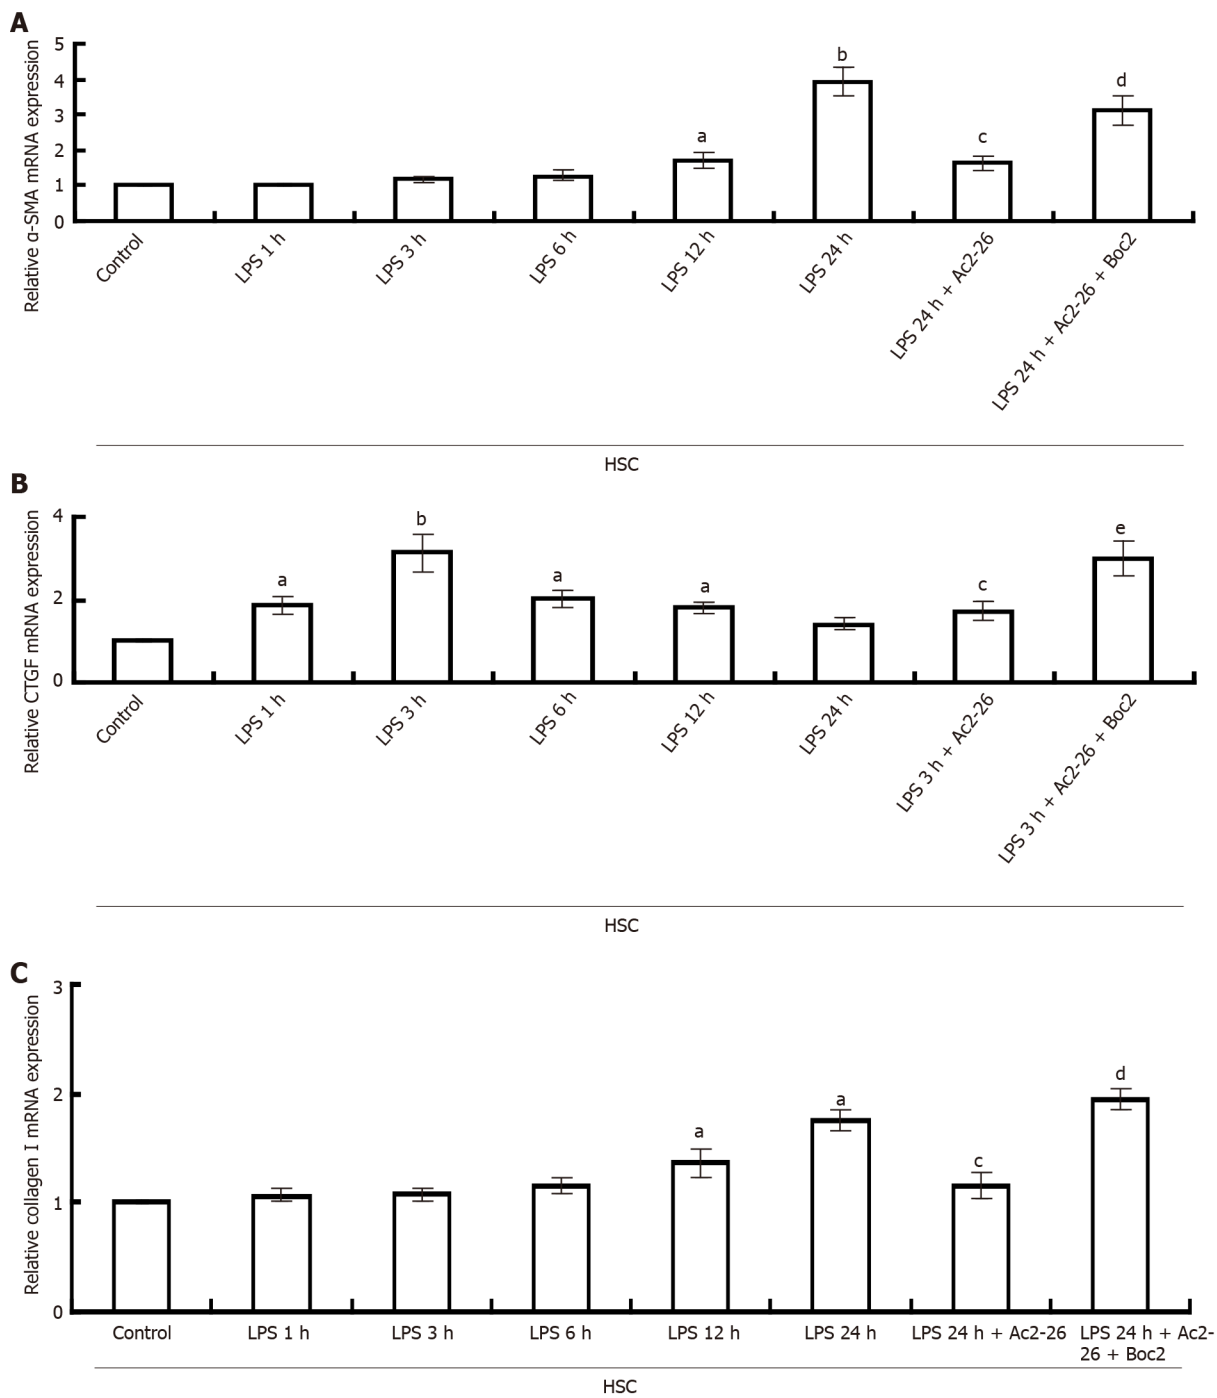 A
Relative α-SMA mRNA expression
5
4
3
2
1
0
b
d
a
c
Control
LPS 1 h
LPS 3 h
LPS 6 h
LPS 12 h
LPS 24 h
LPS 24 h + Ac2-26
LPS 24 h + Ac2-26 + Boc2
HSC
B
Relative CTGF mRNA expression
4
2
0
a
b
a
a
c
e
Control
LPS 1 h
LPS 3 h
LPS 6 h
LPS 12 h
LPS 24 h
LPS 3 h + Ac2-26
LPS 3 h + Ac2-26 + Boc2
HSC
C
Relative collagen I mRNA expression
3
2
1
0
a
a
c
d
Control
LPS 1 h
LPS 3 h
LPS 6 h
LPS 12 h
LPS 24 h
LPS 24 h + Ac2-26
LPS 24 h + Ac2-
26 + Boc2
HSC